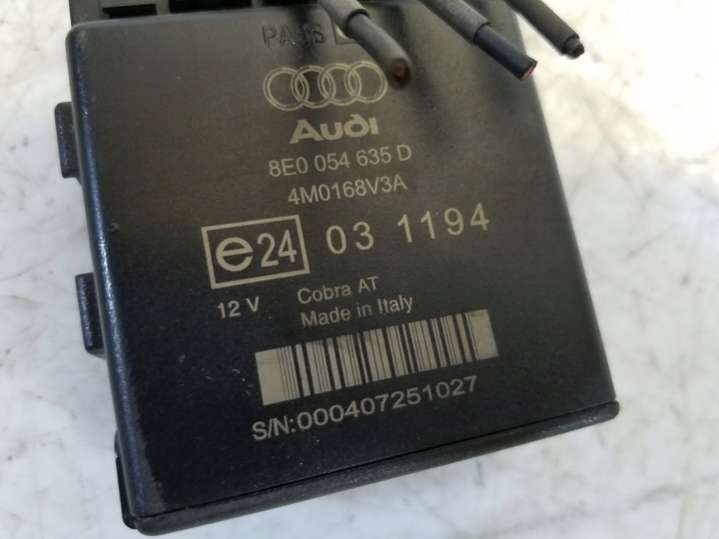 Audi
8E0 054 635 D
4M0168V3A
e24 03 1194
12 V Cobra AT
Made in Italy
S/N:000407251027